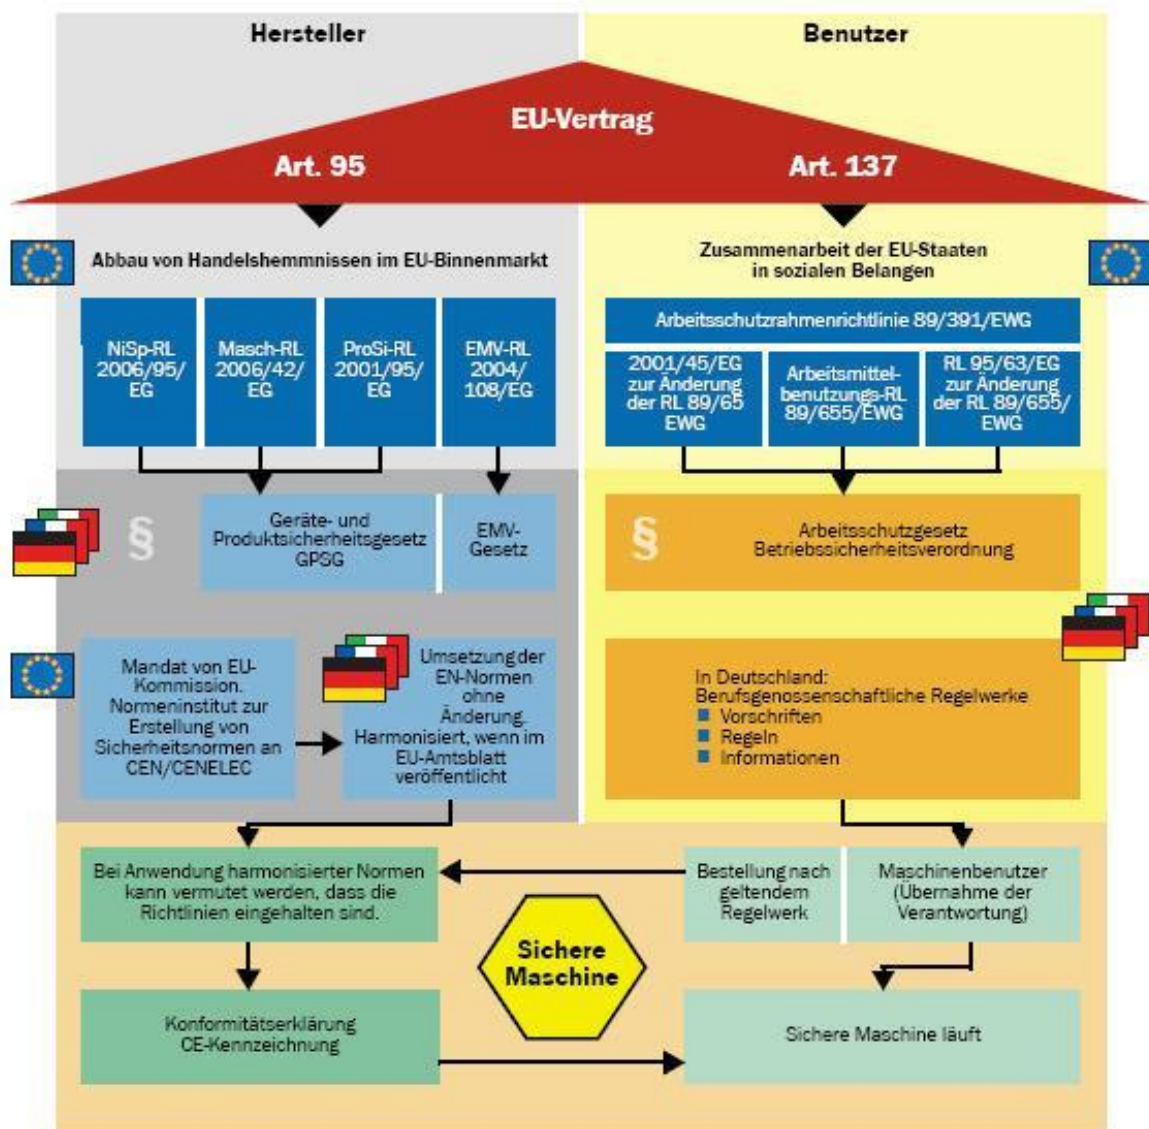 Hersteller
Benutzer
EU-Vertrag
Art. 95
Art. 137
Abbau von Handelshemmnissen im EU-Binnenmarkt
Zusammenarbeit der EU-Staaten
in sozialen Belangen
NiSp-RL
2006/95/
EG
Masch-RL
2006/42/
EG
ProSi-RL
2001/95/
EG
EMV-RL
2004/
108/EG
Arbeitsschutzrahmenrichtlinie 89/391/EWG
2001/45/EG
zur Änderung
der RL 89/65
EWG
Arbeitsmittel-
benutzungs-RL
89/655/EWG
RL 95/63/EG
zur Änderung
der RL 89/655/
EWG
§
Geräte- und
Produktsicherheitsgesetz
GPSG
EMV-
Gesetz
§
Arbeitsschutzgesetz
Betriebssicherheitsverordnung
Mandat von EU-
Kommission.
Normeninstitut zur
Erstellung von
Sicherheitsnormen an
CEN/CENELEC
Umsetzung der
EN-Normen
ohne
Änderung.
Harmonisiert, wenn im
EU-Amtsblatt
veröffentlicht
In Deutschland:
Berufsgenossenschaftliche Regelwerke
Vorschriften
Regeln
Informationen
Bei Anwendung harmonisierter Normen
kann vermutet werden, dass die
Richtlinien eingehalten sind.
Bestellung nach
geltendem
Regelwerk
Maschinenbenutzer
(Übernahme der
Verantwortung)
Sichere
Maschine
Konformitätserklärung
CE-Kennzeichnung
Sichere Maschine läuft